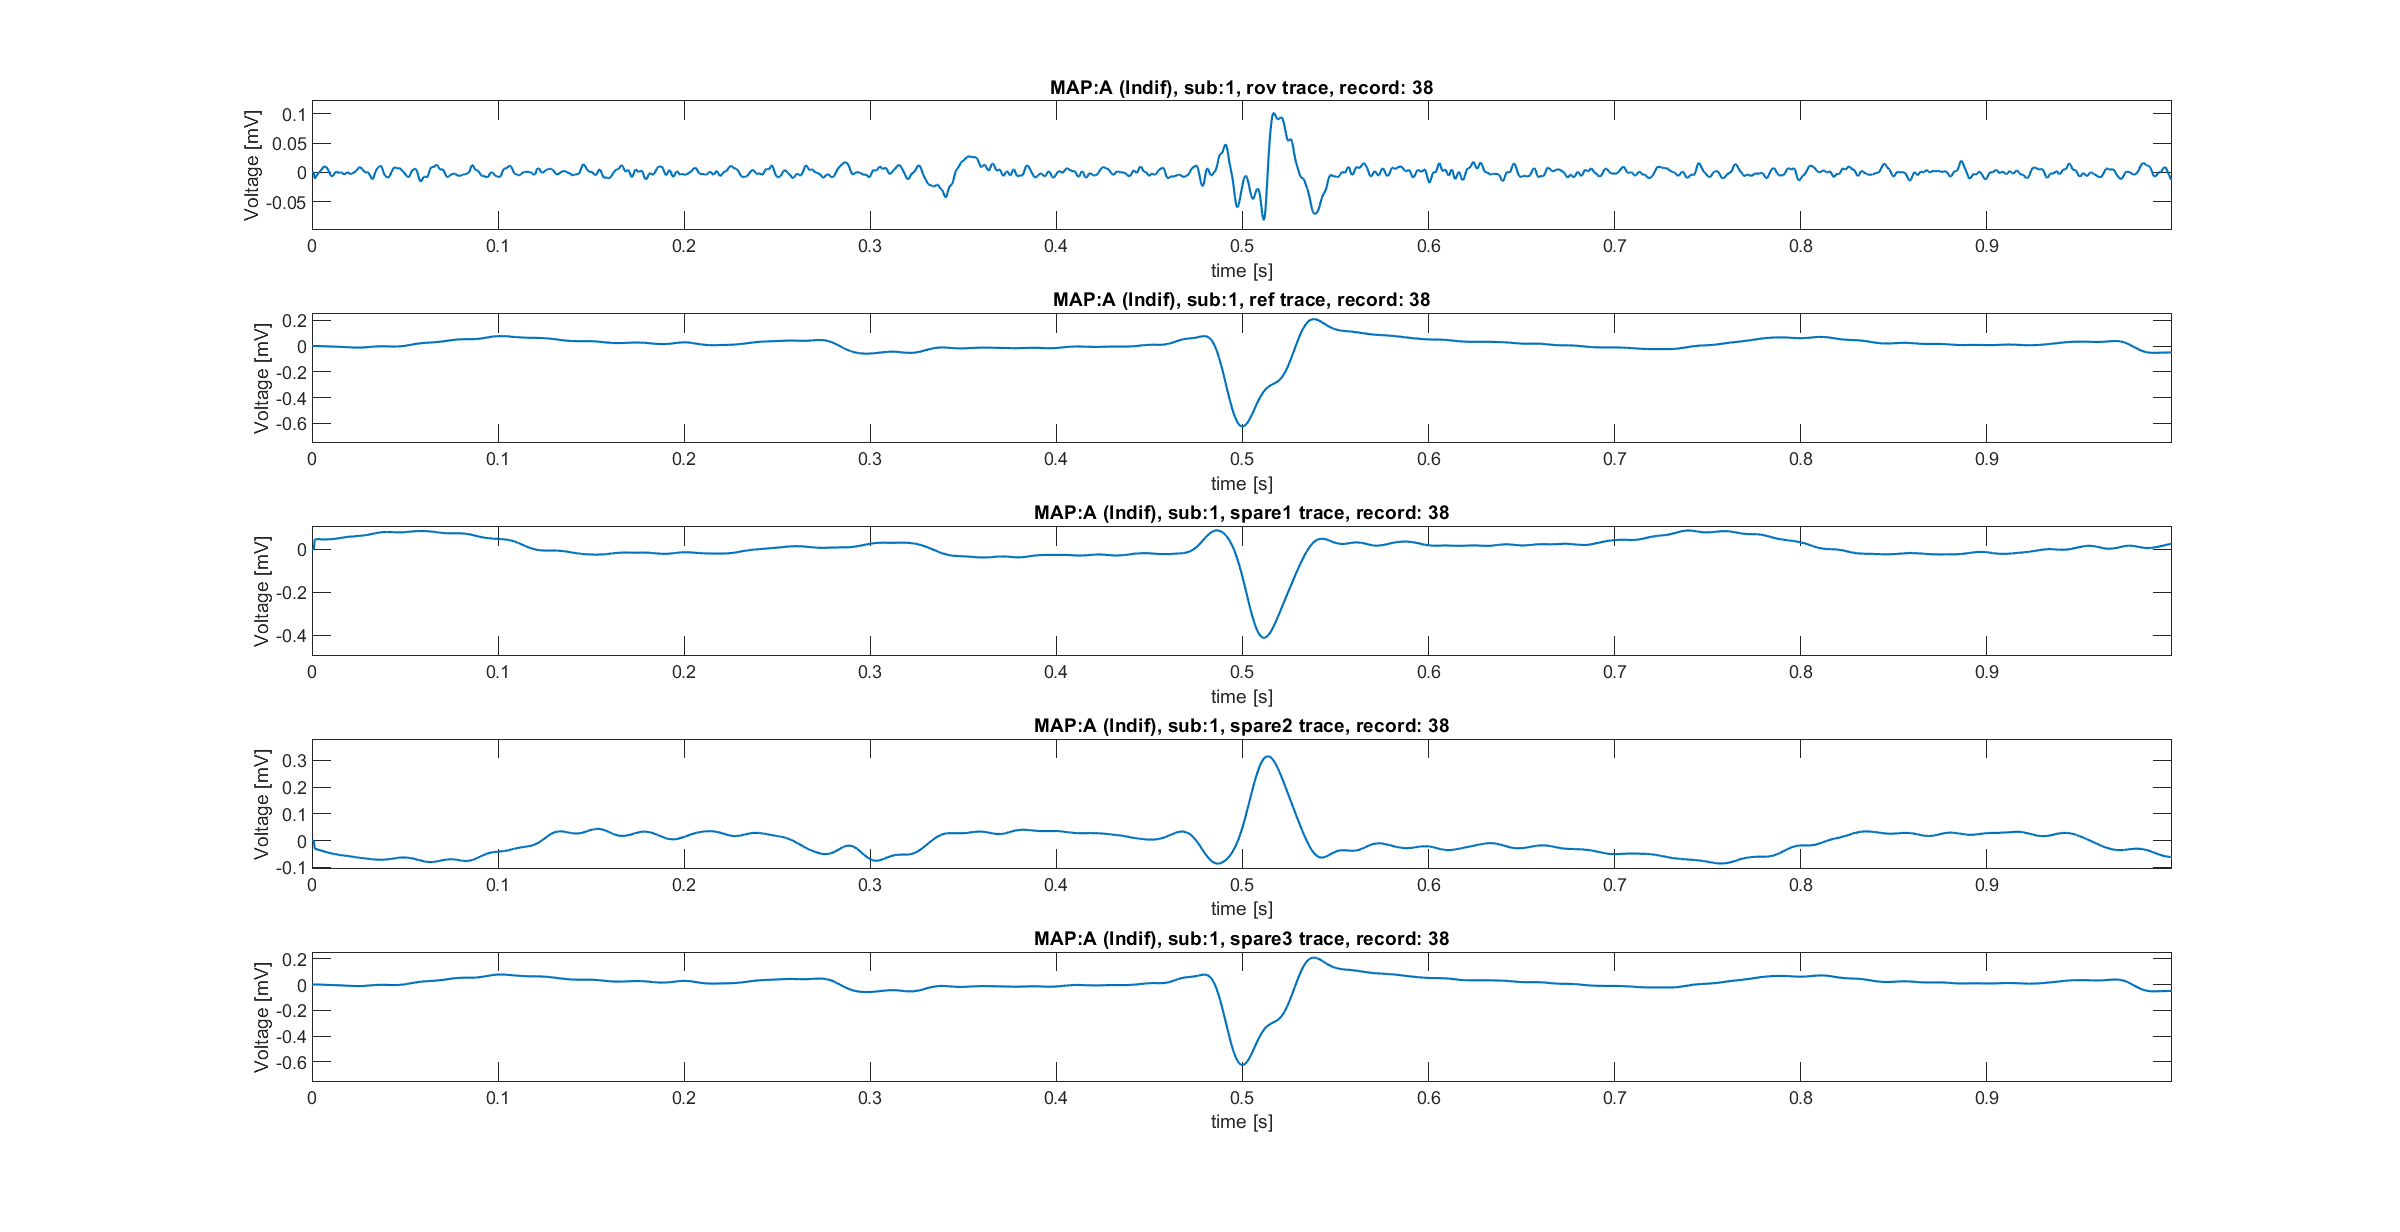 MAP:A (Indif), sub:1, rov trace, record: 38
Voltage [mV]
0.1
0.05
0
-0.05
0 0.1 0.2 0.3 0.4 0.5 0.6 0.7 0.8 0.9
time [s]
MAP:A (Indif), sub:1, ref trace, record: 38
Voltage [mV]
0.2
0
-0.2
-0.4
-0.6
0 0.1 0.2 0.3 0.4 0.5 0.6 0.7 0.8 0.9
time [s]
MAP:A (Indif), sub:1, spare1 trace, record: 38
Voltage [mV]
0
-0.2
-0.4
0 0.1 0.2 0.3 0.4 0.5 0.6 0.7 0.8 0.9
time [s]
MAP:A (Indif), sub:1, spare2 trace, record: 38
Voltage [mV]
0.3
0.2
0.1
0
-0.1
0 0.1 0.2 0.3 0.4 0.5 0.6 0.7 0.8 0.9
time [s]
MAP:A (Indif), sub:1, spare3 trace, record: 38
Voltage [mV]
0.2
0
-0.2
-0.4
-0.6
0 0.1 0.2 0.3 0.4 0.5 0.6 0.7 0.8 0.9
time [s]